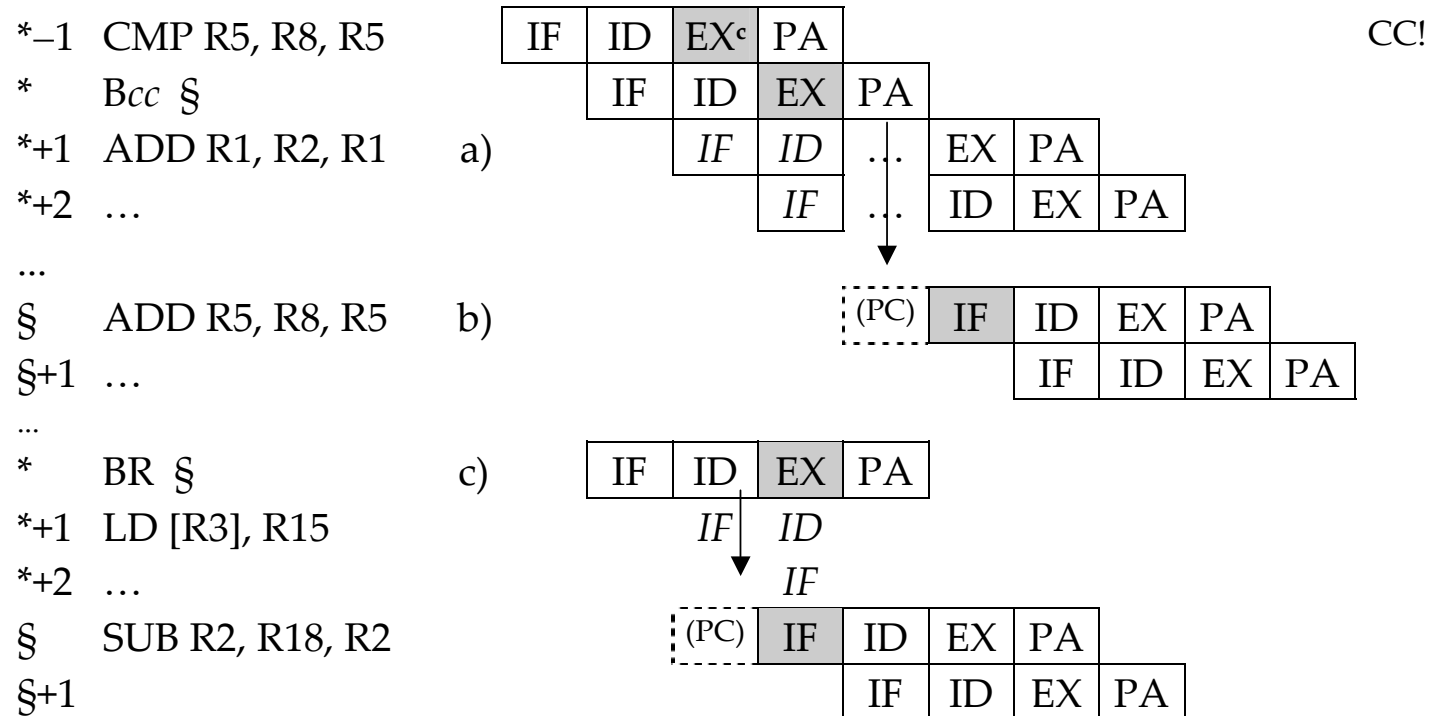 *–1 CMP R5, R8, R5 IF ID EXᶜ PA CC!
* Bcc § IF ID EX PA
*+1 ADD R1, R2, R1 a) IF ID … EX PA
*+2 … IF … ID EX PA
...
§ ADD R5, R8, R5 b) (PC) IF ID EX PA
§+1 … IF ID EX PA
...
* BR § c) IF ID EX PA
*+1 LD [R3], R15 IF ID
*+2 … IF
§ SUB R2, R18, R2 (PC) IF ID EX PA
§+1 IF ID EX PA